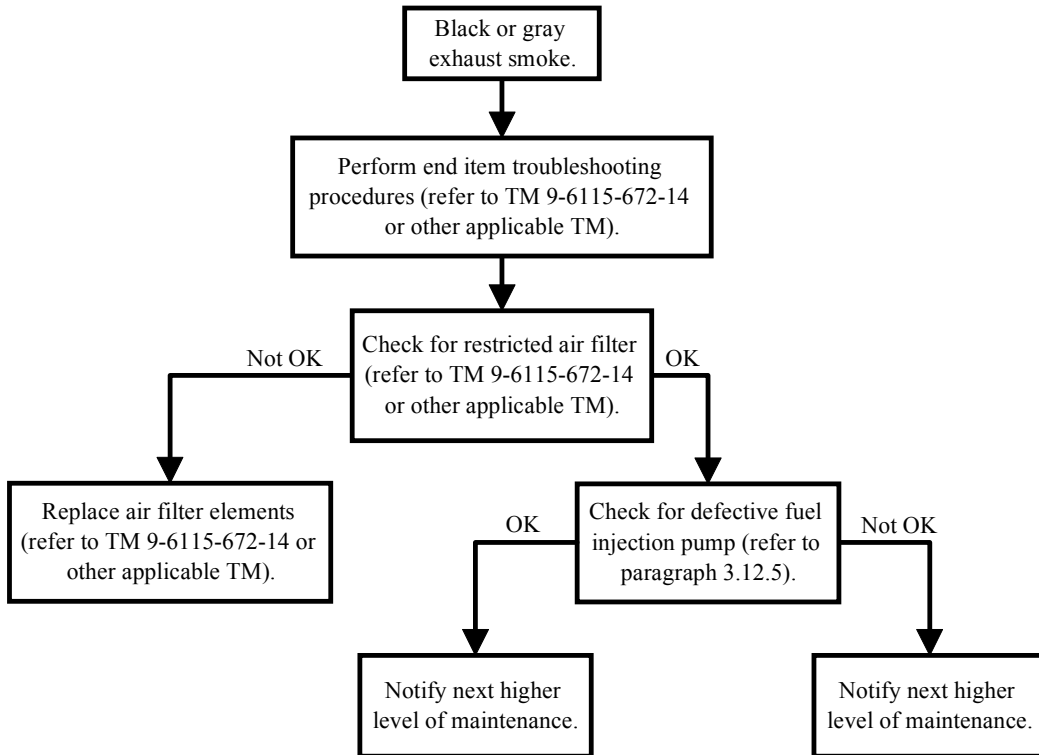 Black or gray
exhaust smoke.
Perform end item troubleshooting
procedures (refer to TM 9-6115-672-14
or other applicable TM).
Not OK
Check for restricted air filter
(refer to TM 9-6115-672-14
or other applicable TM).
OK
Replace air filter elements
(refer to TM 9-6115-672-14 or
other applicable TM).
OK
Check for defective fuel
injection pump (refer to
paragraph 3.12.5).
Not OK
Notify next higher
level of maintenance.
Notify next higher
level of maintenance.